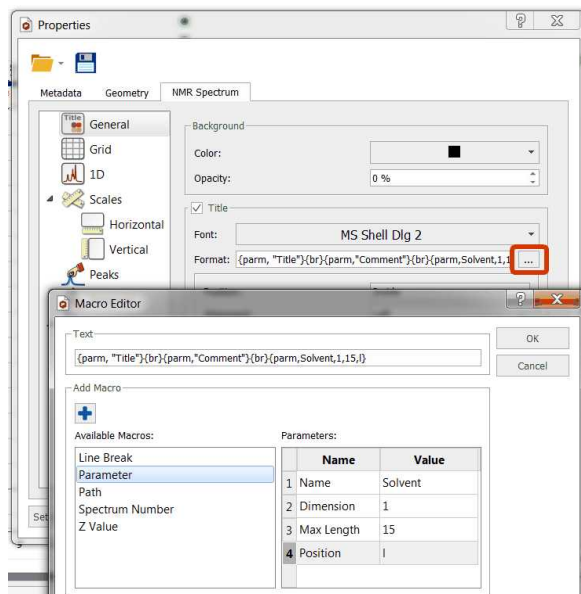 Properties
Metadata Geometry NMR Spectrum
Title General
Grid
1D
Scales
Horizontal
Vertical
Peaks
Background
Color:
Opacity: 0 %
Title
Font: MS Shell Dlg 2
Format: {parm, "Title"}{br}{parm,"Comment"}{br}{parm,Solvent,1,1 ...
Set
Macro Editor
Text
{parm, "Title"}{br}{parm,"Comment"}{br}{parm,Solvent,1,15,l}
OK
Cancel
Add Macro
Available Macros:
Line Break
Parameter
Path
Spectrum Number
Z Value
Parameters:
Name Value
1 Name Solvent
2 Dimension 1
3 Max Length 15
4 Position l